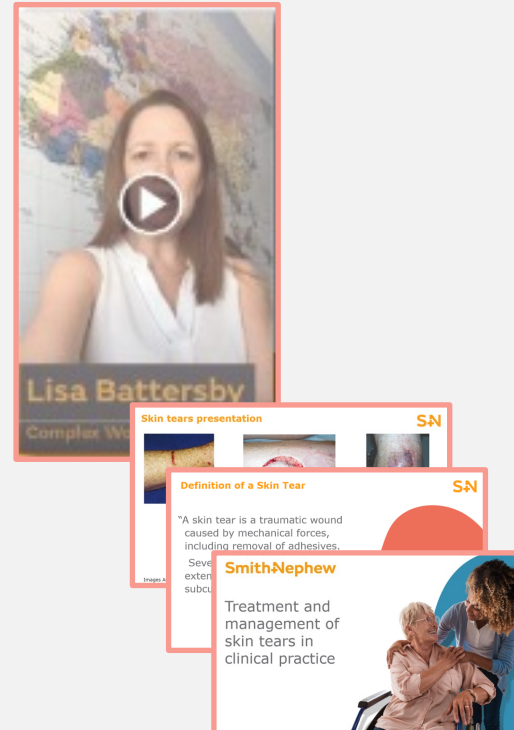 Lisa Battersby
Complex Wo
Skin tears presentation
S+N
Images A
Definition of a Skin Tear
S+N
“A skin tear is a traumatic wound
caused by mechanical forces,
including removal of adhesives.
Seve
exten
subcu
Smith+Nephew
Treatment and
management of
skin tears in
clinical practice